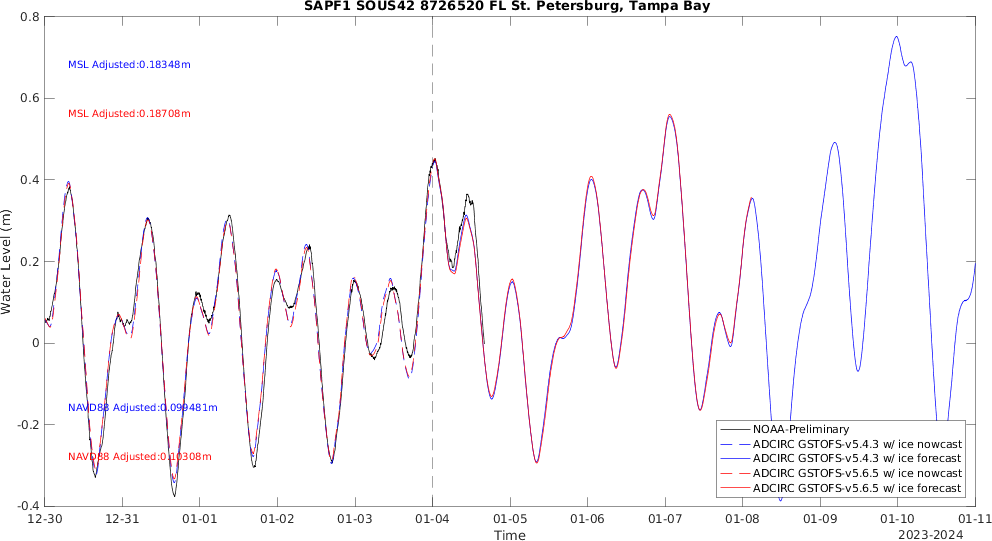 SAPF1 SOUS42 8726520 FL St. Petersburg, Tampa Bay
0.8
0.6
0.4
0.2
0
-0.2
-0.4
Water Level (m)
MSL Adjusted:0.18348m
MSL Adjusted:0.18708m
NAVD88 Adjusted:0.099481m
NAVD88 Adjusted:0.10308m
NOAA-Preliminary
ADCIRC GSTOFS-v5.4.3 w/ ice nowcast
ADCIRC GSTOFS-v5.4.3 w/ ice forecast
ADCIRC GSTOFS-v5.6.5 w/ ice nowcast
ADCIRC GSTOFS-v5.6.5 w/ ice forecast
12-30 12-31 01-01 01-02 01-03 01-04 01-05 01-06 01-07 01-08 01-09 01-10 01-11
Time
2023-2024